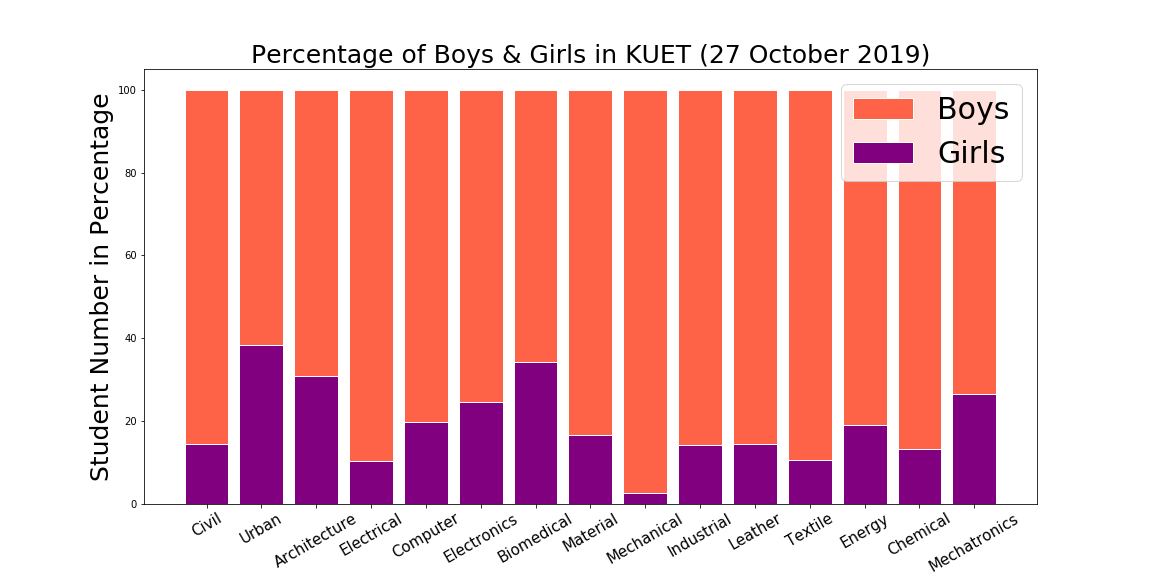 Percentage of Boys & Girls in KUET (27 October 2019)
Student Number in Percentage
100
80
60
40
20
0
Boys
Girls
Civil
Urban
Architecture
Electrical
Computer
Electronics
Biomedical
Material
Mechanical
Industrial
Leather
Textile
Energy
Chemical
Mechatronics